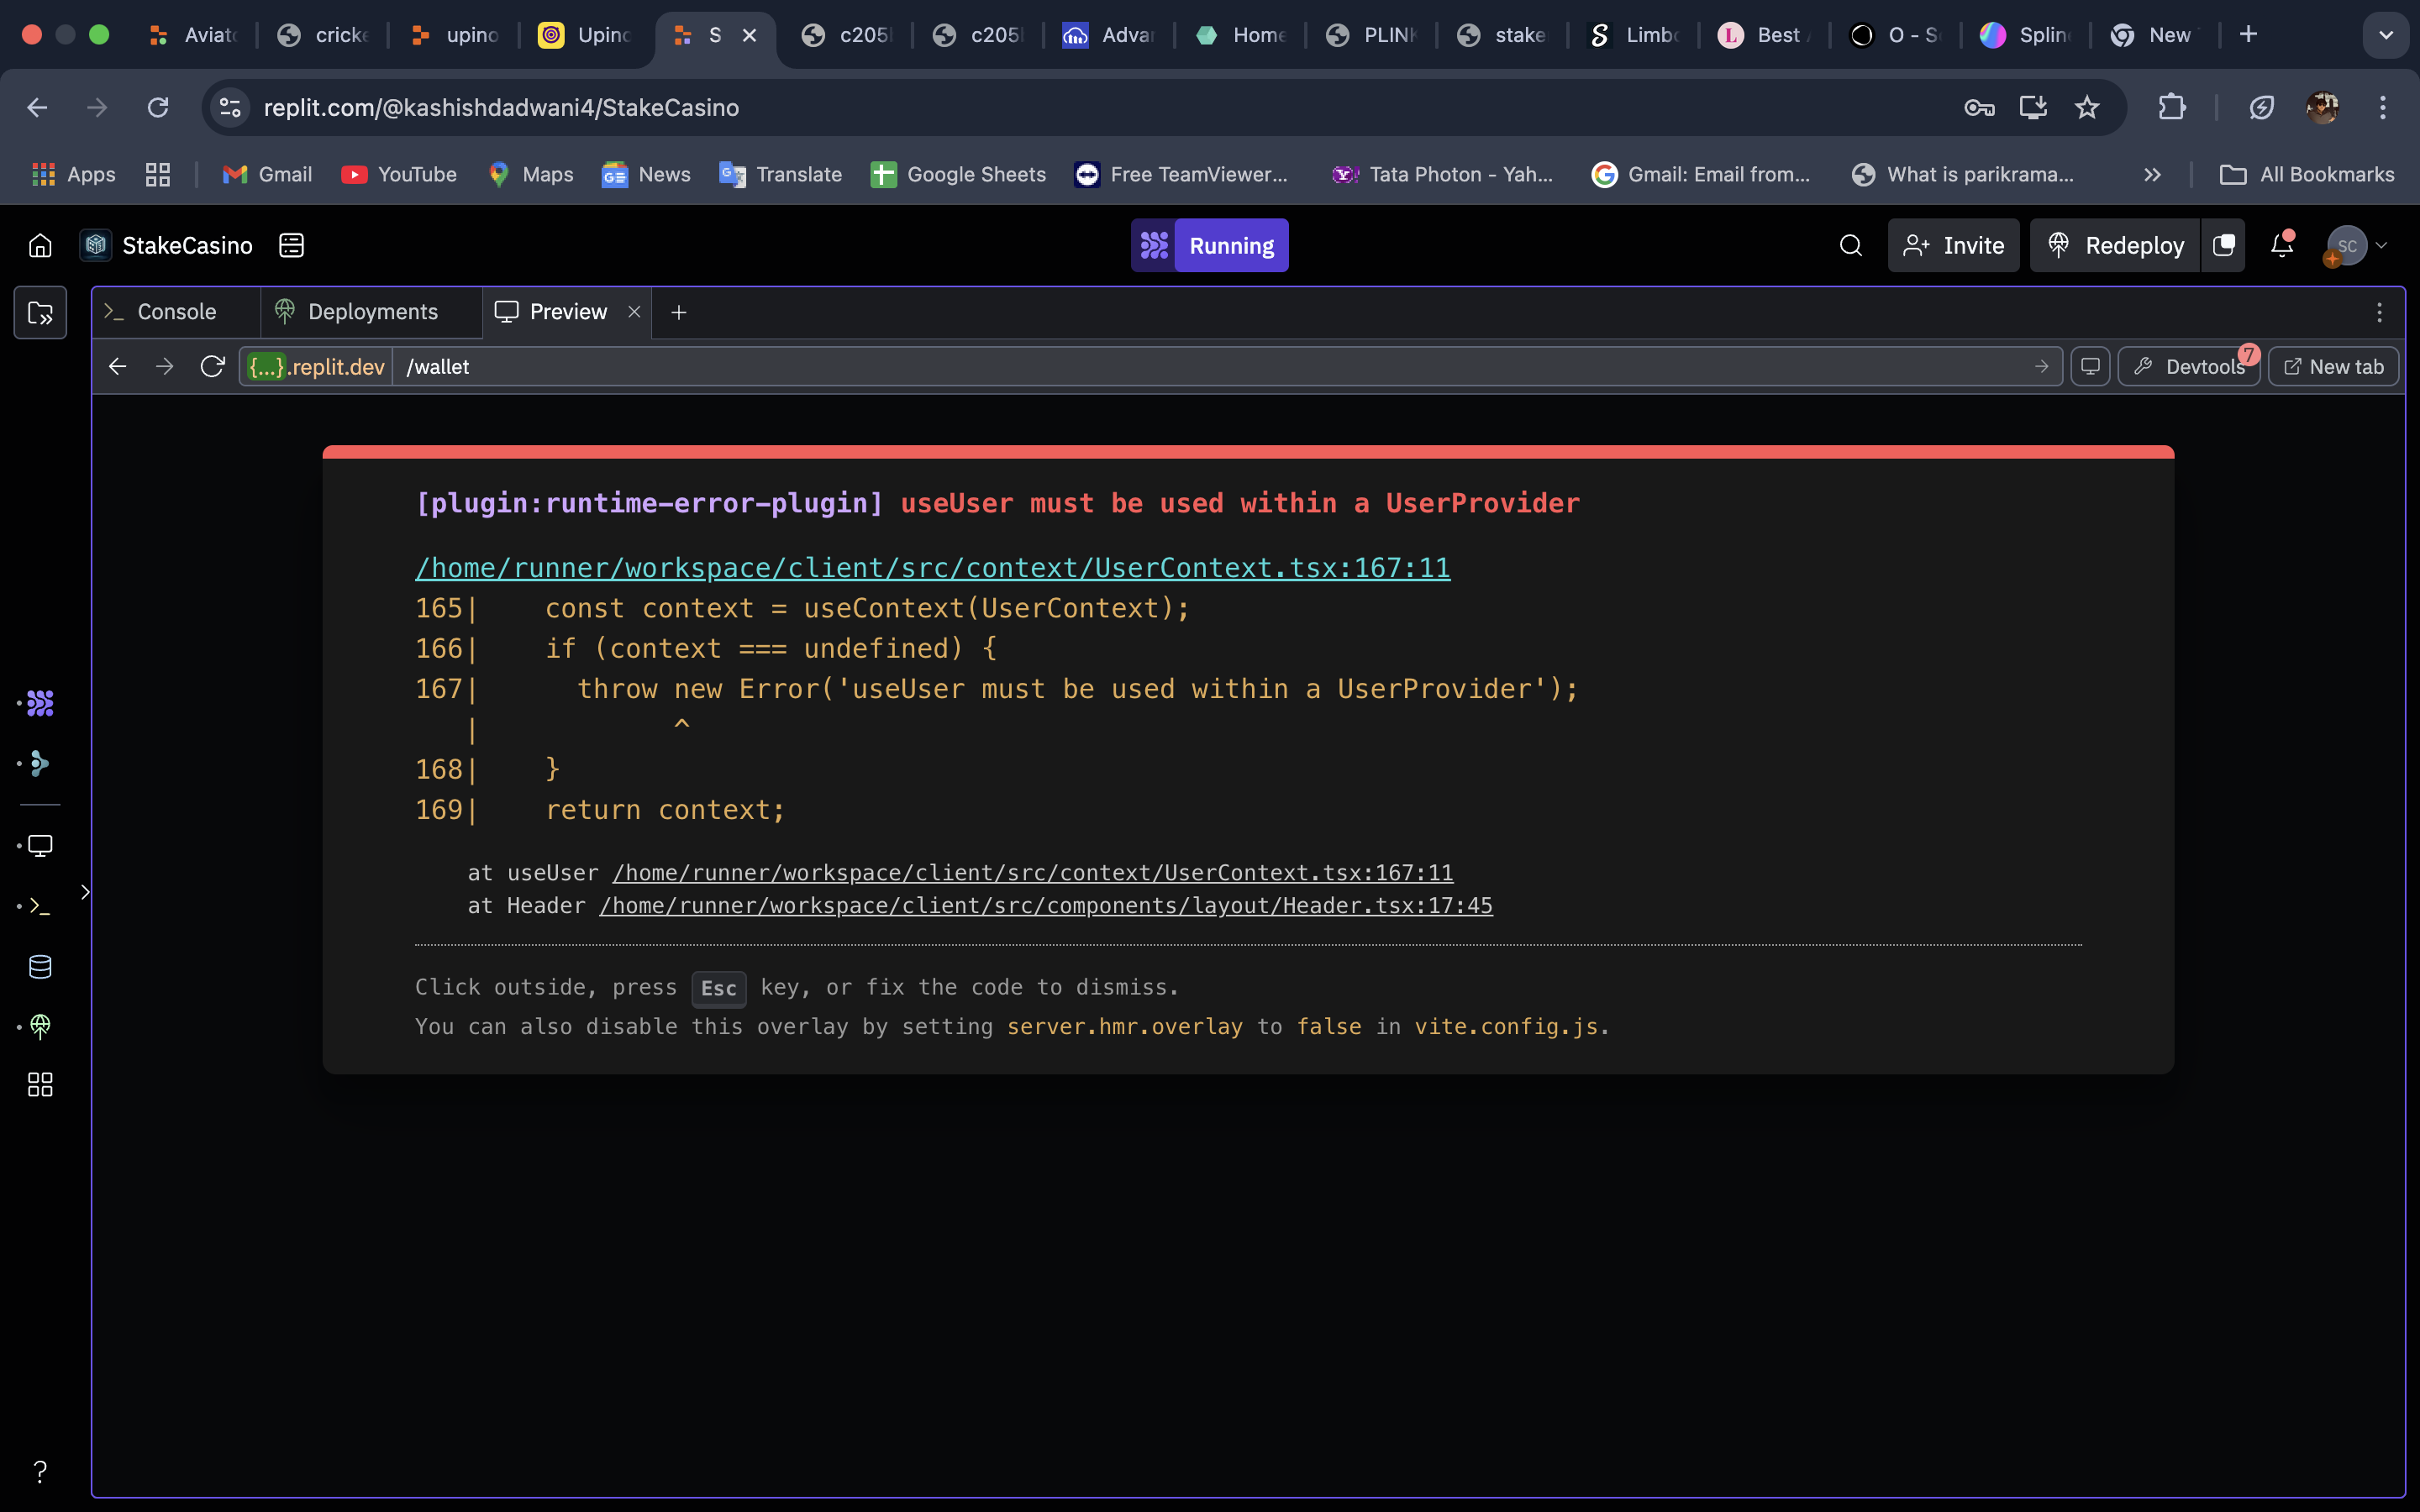 Aviat
crick
upino
Upino
S
c205
c205
Advar
Home
PLINK
stake
Limbo
Best
O - S
Splin
New
replit.com/@kashishdadwani4/StakeCasino
Apps
Gmail
YouTube
Maps
News
Translate
Google Sheets
Free TeamViewer...
Tata Photon - Yah...
Gmail: Email from...
What is parikrama...
All Bookmarks
StakeCasino
Running
Invite
Redeploy
SC
Console
Deployments
Preview
{...}.replit.dev
/wallet
Devtools
7
New tab
[plugin:runtime-error-plugin] useUser must be used within a UserProvider
/home/runner/workspace/client/src/context/UserContext.tsx:167:11
165|    const context = useContext(UserContext);
166|    if (context === undefined) {
167|      throw new Error('useUser must be used within a UserProvider');
   |            ^
168|    }
169|    return context;
at useUser /home/runner/workspace/client/src/context/UserContext.tsx:167:11
at Header /home/runner/workspace/client/src/components/layout/Header.tsx:17:45
Click outside, press Esc key, or fix the code to dismiss.
You can also disable this overlay by setting server.hmr.overlay to false in vite.config.js.